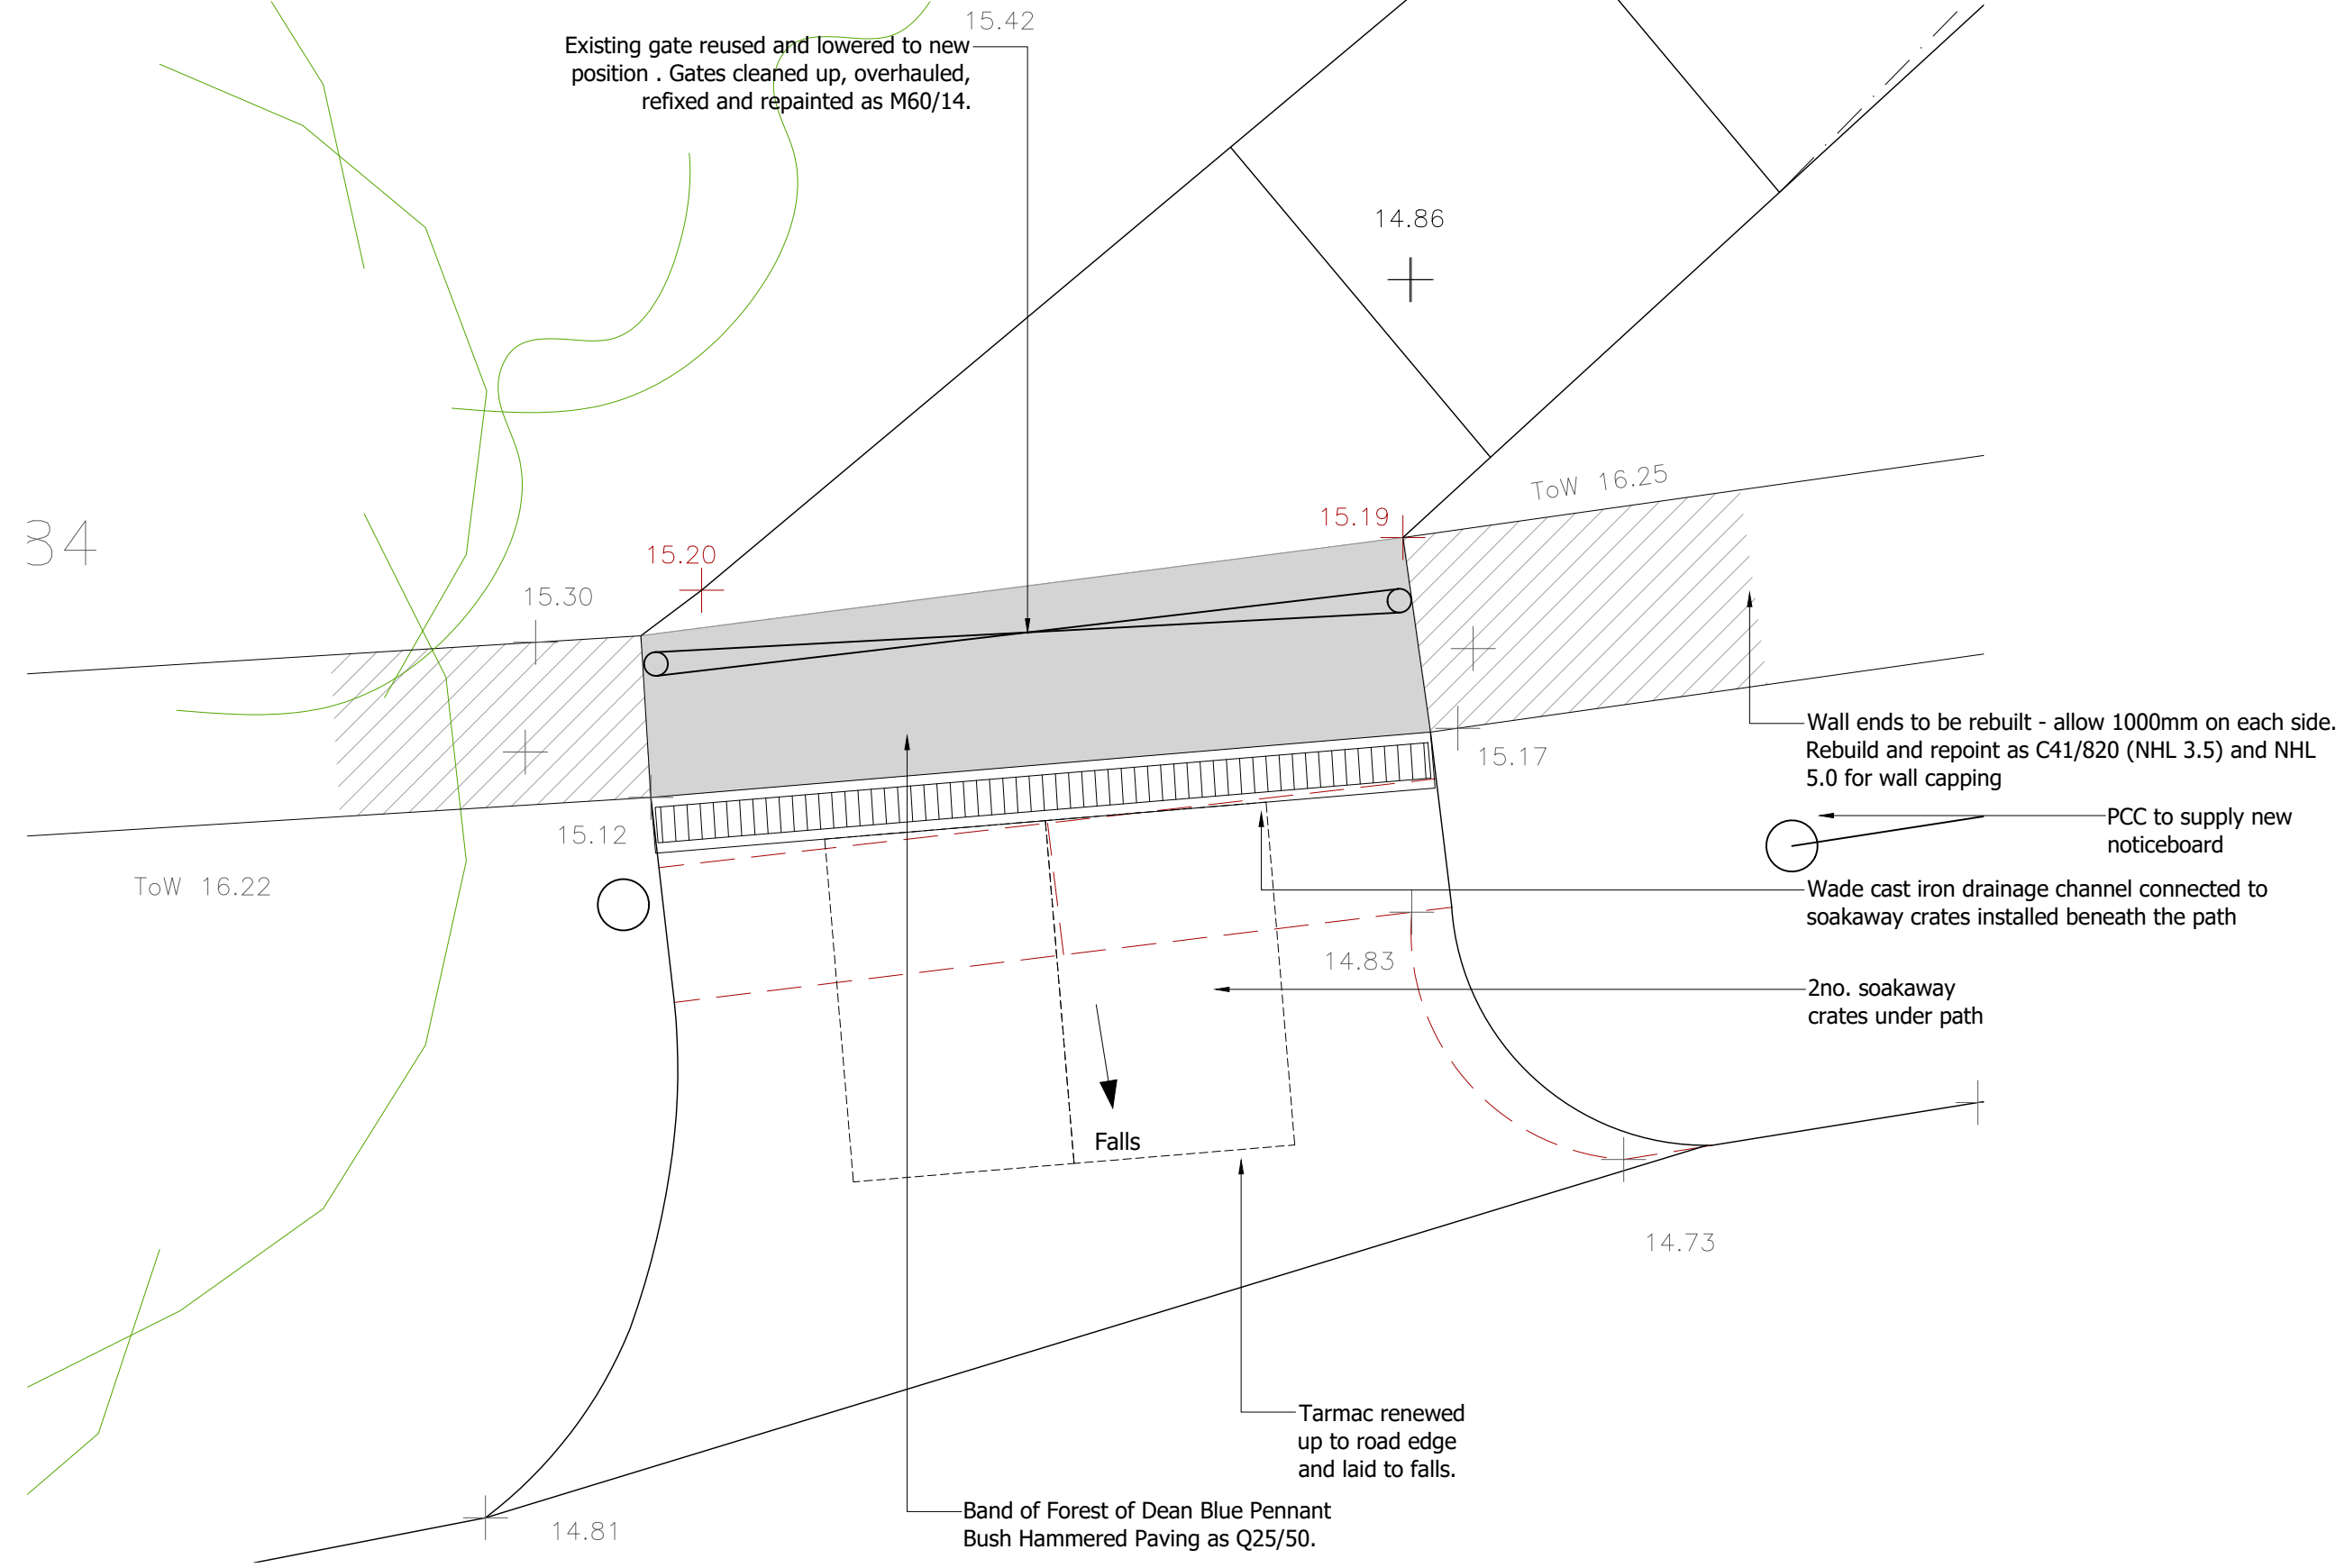 15.42
Existing gate reused and lowered to new
position . Gates cleaned up, overhauled,
refixed and repainted as M60/14.
14.86
ToW 16.25
15.19
84
15.20
15.30
15.17
Wall ends to be rebuilt - allow 1000mm on each side.
Rebuild and repoint as C41/820 (NHL 3.5) and NHL
5.0 for wall capping
PCC to supply new
noticeboard
15.12
ToW 16.22
Wade cast iron drainage channel connected to
soakaway crates installed beneath the path
14.83
2no. soakaway
crates under path
Falls
14.73
Tarmac renewed
up to road edge
and laid to falls.
Band of Forest of Dean Blue Pennant
Bush Hammered Paving as Q25/50.
14.81